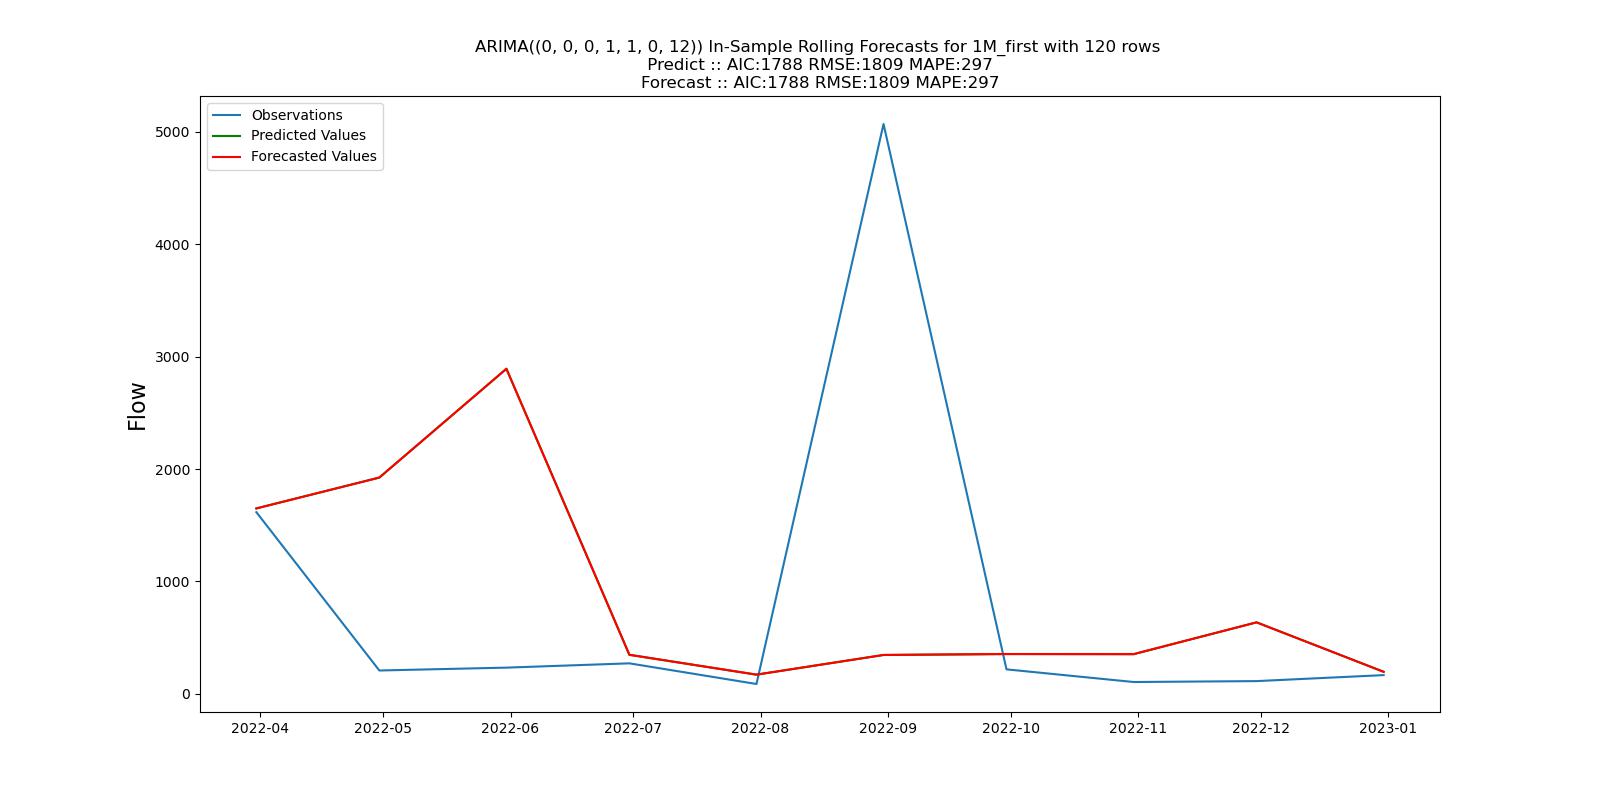 ARIMA((0, 0, 0, 1, 1, 0, 12)) In-Sample Rolling Forecasts for 1M_first with 120 rows
Predict :: AIC:1788 RMSE:1809 MAPE:297
Forecast :: AIC:1788 RMSE:1809 MAPE:297
Observations
Predicted Values
Forecasted Values
5000
4000
3000
2000
1000
0
Flow
2022-04 2022-05 2022-06 2022-07 2022-08 2022-09 2022-10 2022-11 2022-12 2023-01